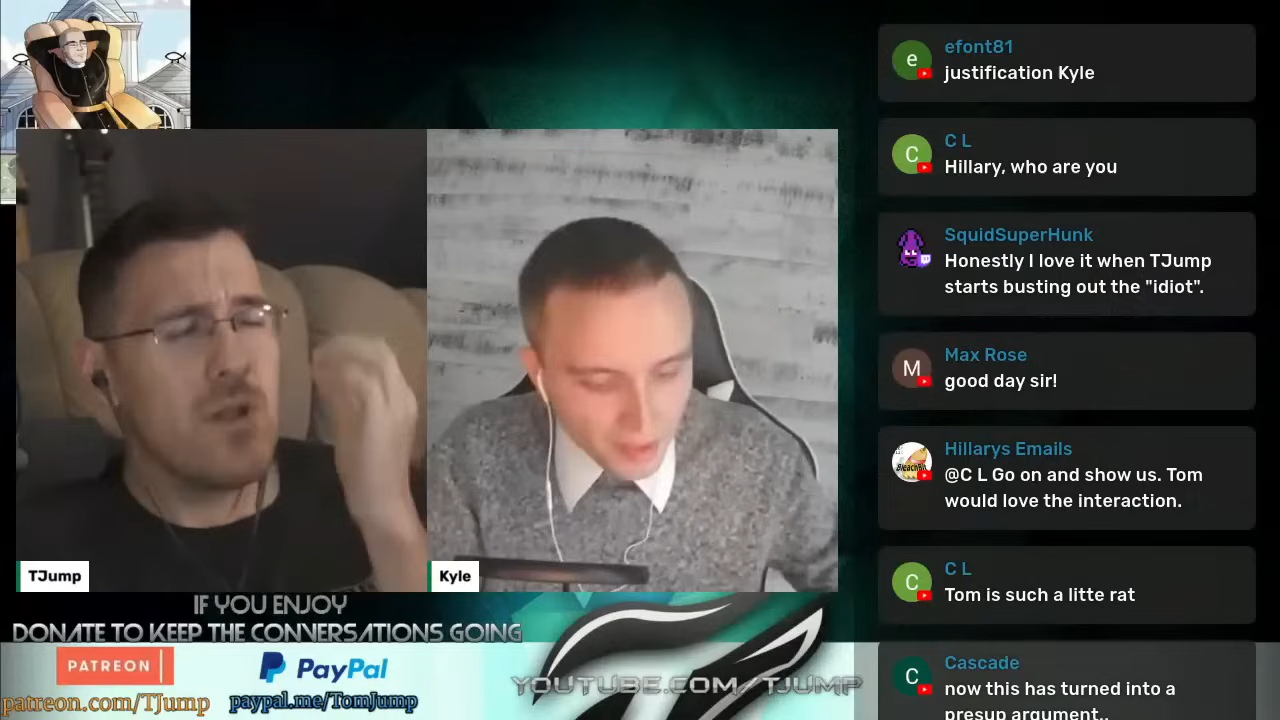 efont81
justification Kyle
C L
Hillary, who are you
SquidSuperHunk
Honestly I love it when TJump
starts busting out the "idiot".
Max Rose
good day sir!
Hillarys Emails
@C L Go on and show us. Tom
would love the interaction.
C L
Tom is such a litte rat
Cascade
now this has turned into a
presup argument..
TJump
Kyle
IF YOU ENJOY
DONATE TO KEEP THE CONVERSATIONS GOING
PATREON
PayPal
patreon.com/TJump
paypal.me/TomJump
YOUTUBE.COM/TJUMP